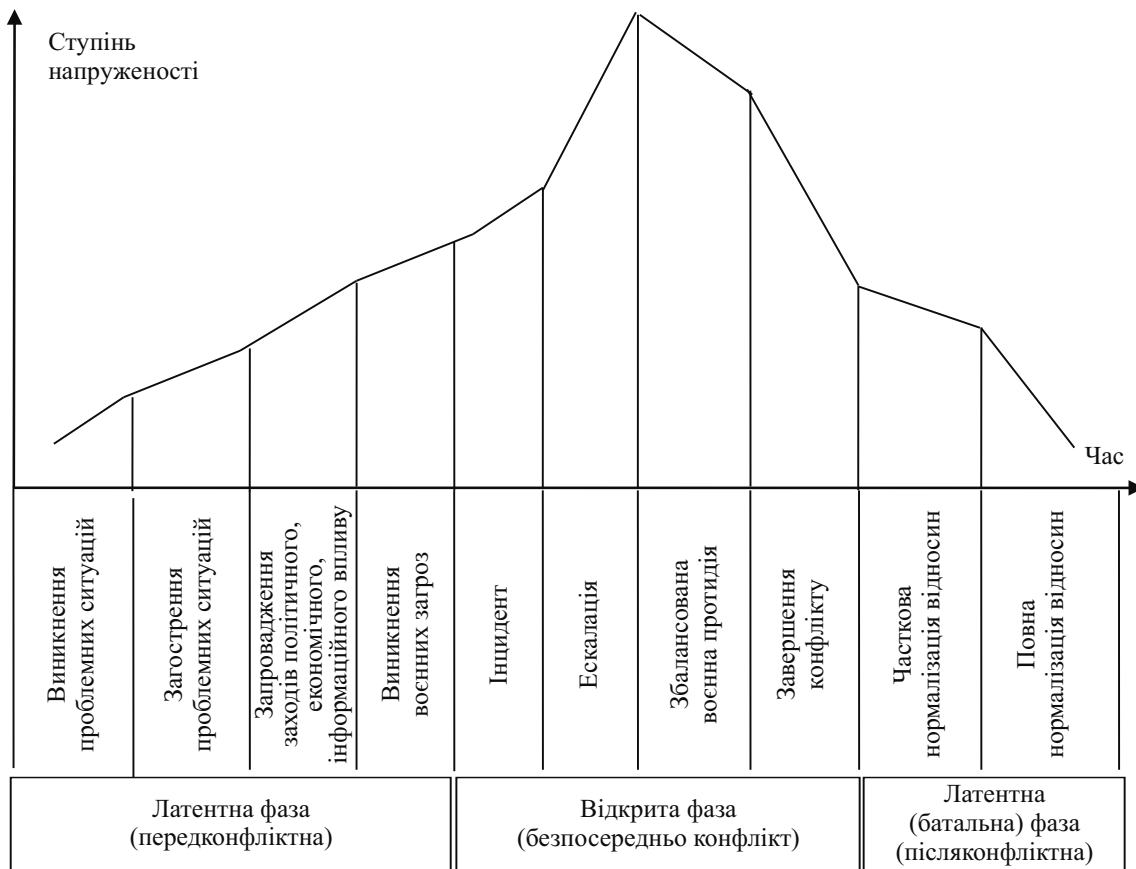 Ступінь
напруженості
Час
Виникнення
проблемних ситуацій
Загострення
проблемних ситуацій
Запровадження
заходів політичного,
економічного,
інформаційного впливу
Виникнення
воєнних загроз
Інцидент
Ескалація
Збалансована
воєнна протидія
Завершення
конфлікту
Часткова
нормалізація відносин
Повна
нормалізація відносин
Латентна фаза
(передконфліктна)
Відкрита фаза
(безпосередньо конфлікт)
Латентна
(батальна) фаза
(післяконфліктна)